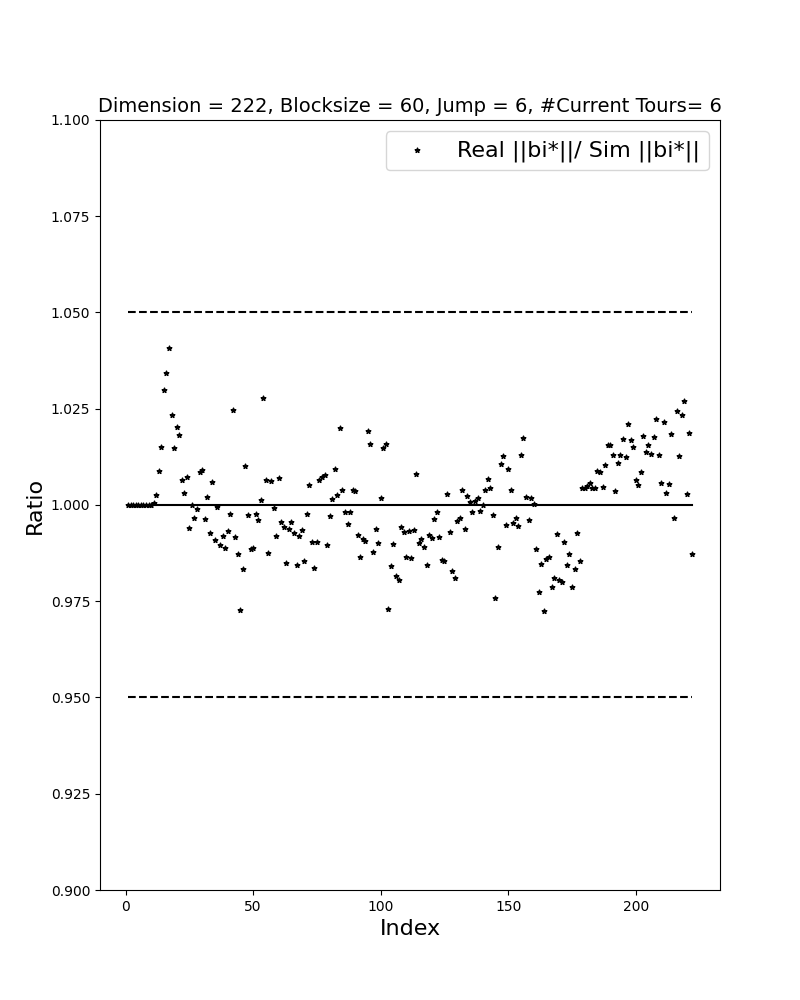 Dimension = 222, Blocksize = 60, Jump = 6, #Current Tours= 6
1.100
Real ||bi*||/ Sim ||bi*||
1.075
1.050
1.025
1.000
0.975
0.950
0.925
0.900
Ratio
0 50 100 150 200
Index